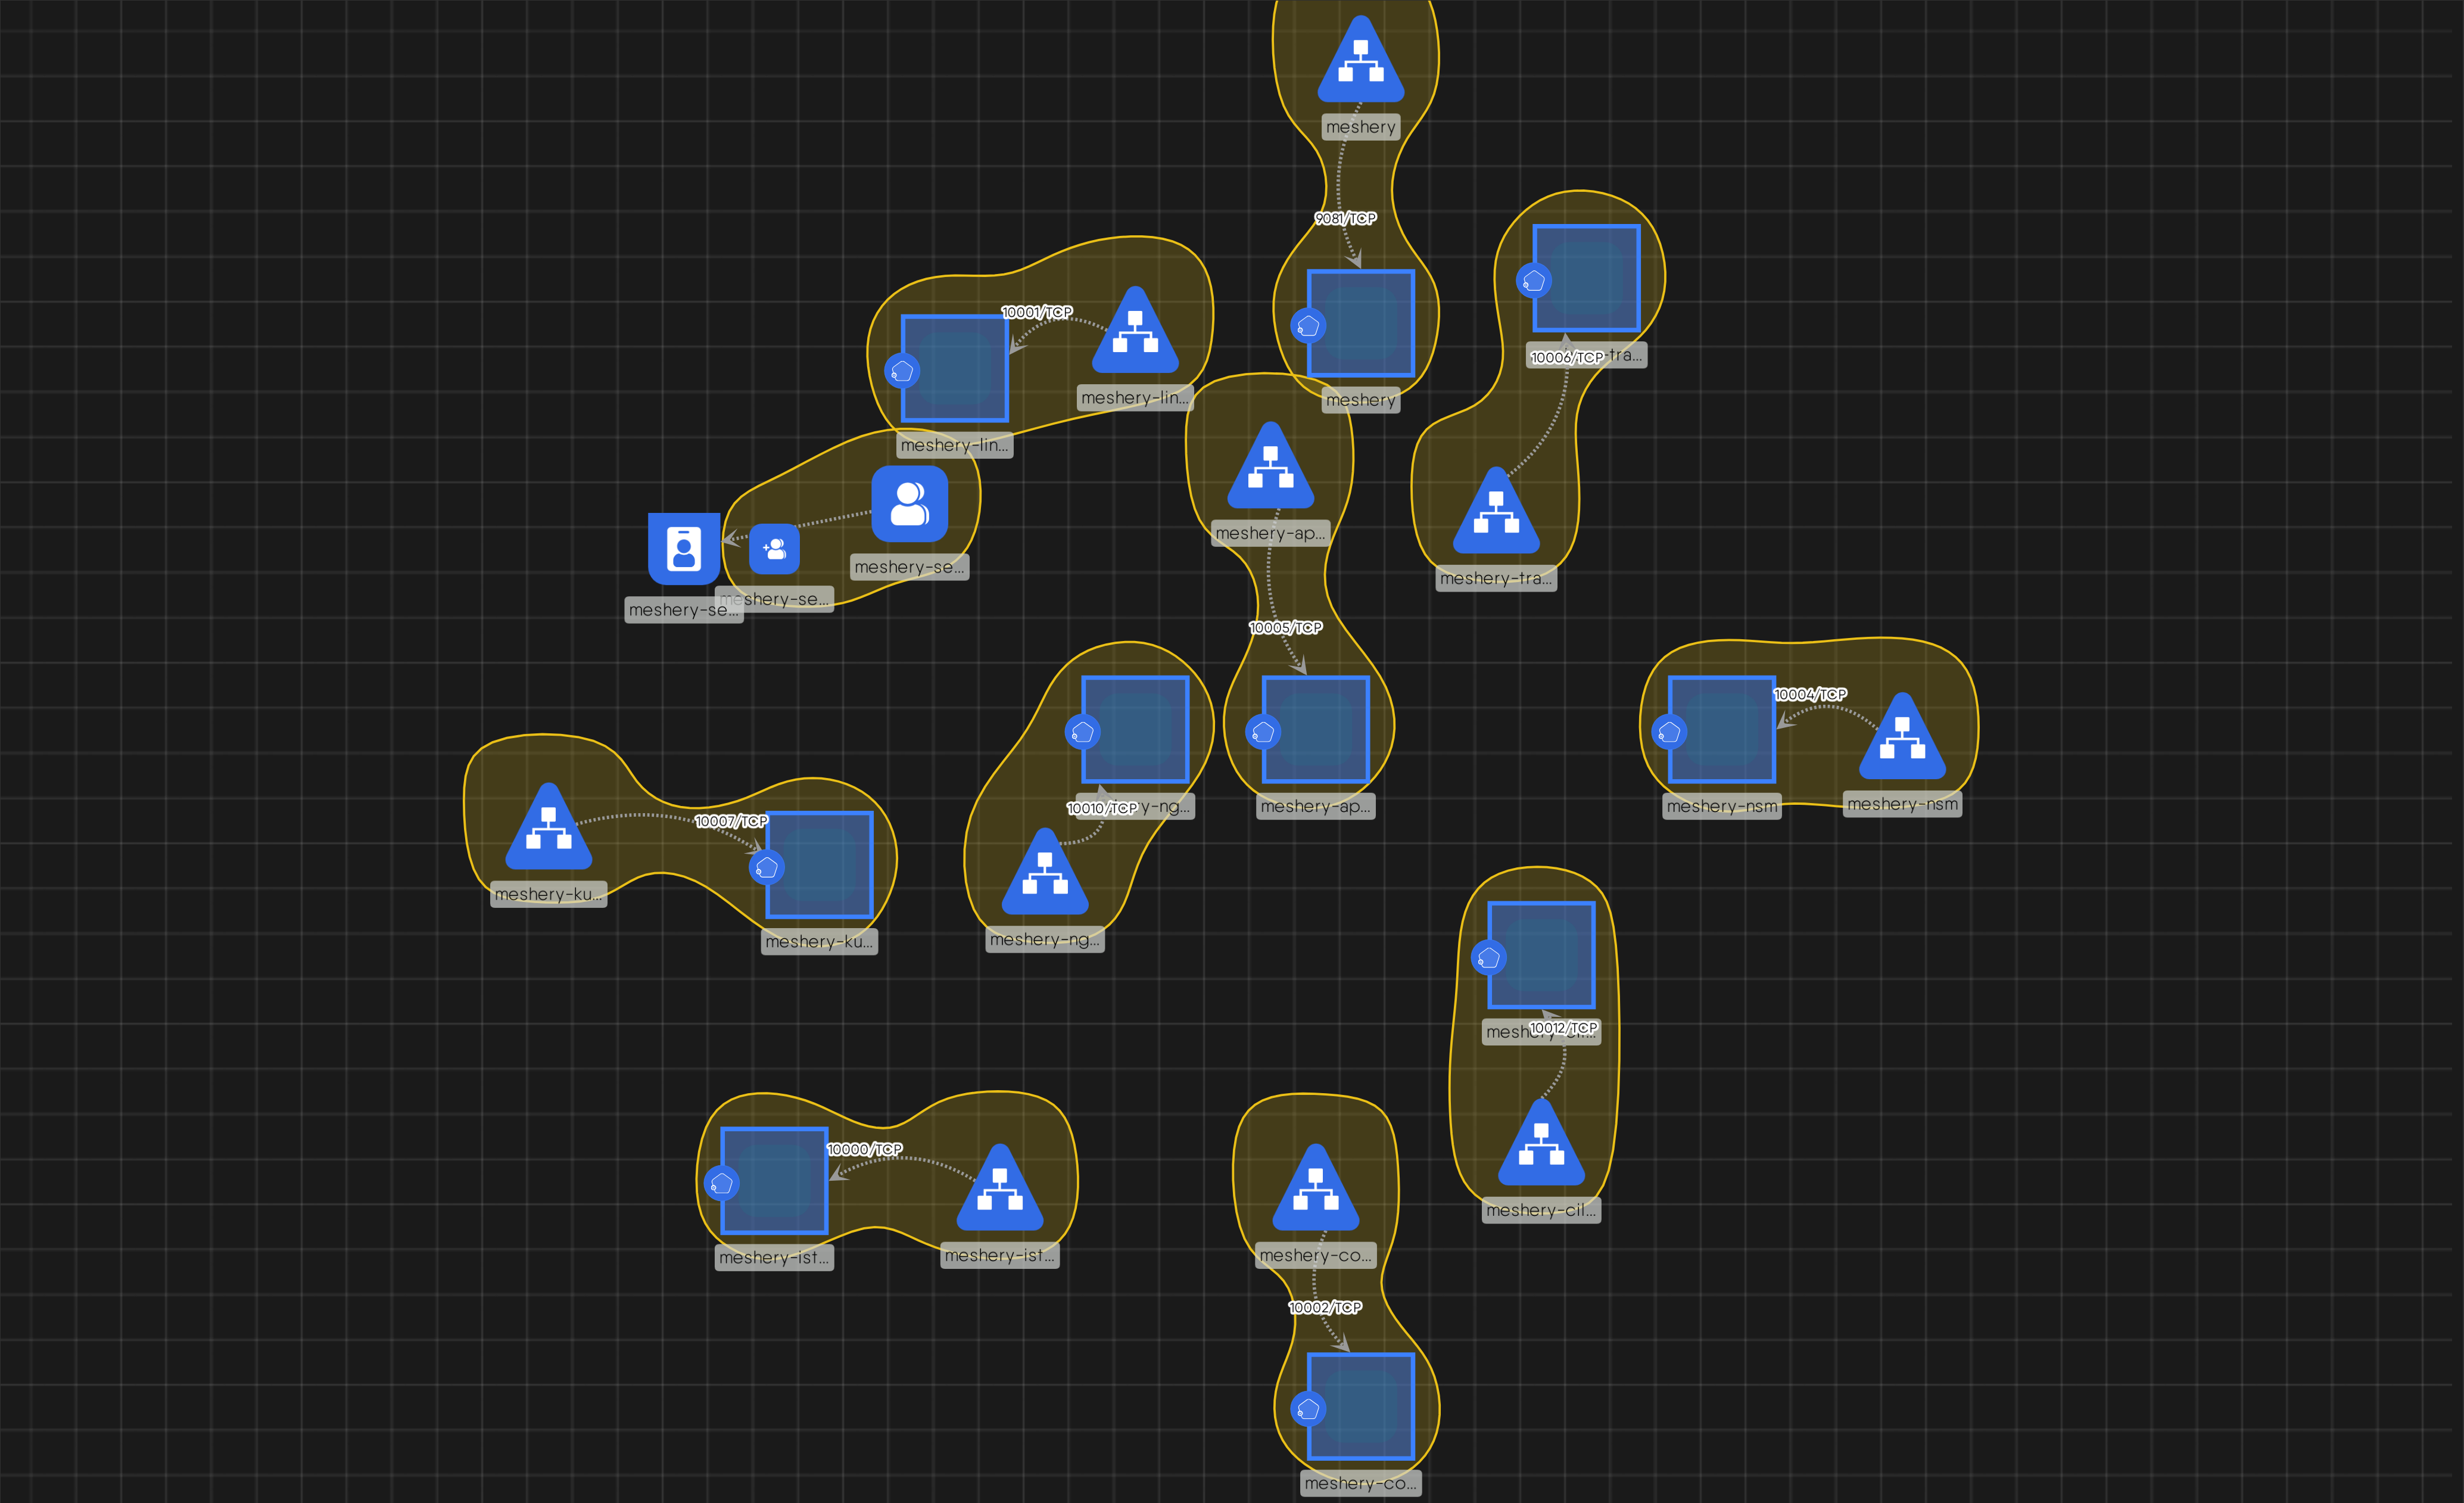 meshery
9081/TCP
meshery
10001/TCP
meshery-lin...
meshery-lin...
10006/TCP
-tra...
meshery-tra...
meshery-ap...
10005/TCP
meshery-ap...
meshery-se...
meshery-se...
meshery-se...
10004/TCP
meshery-nsm
meshery-nsm
10010/TCP
y-ng...
meshery-ng...
10007/TCP
meshery-ku...
meshery-ku...
10012/TCP
meshery-cil...
10000/TCP
meshery-ist...
meshery-ist...
meshery-co...
10002/TCP
meshery-co...